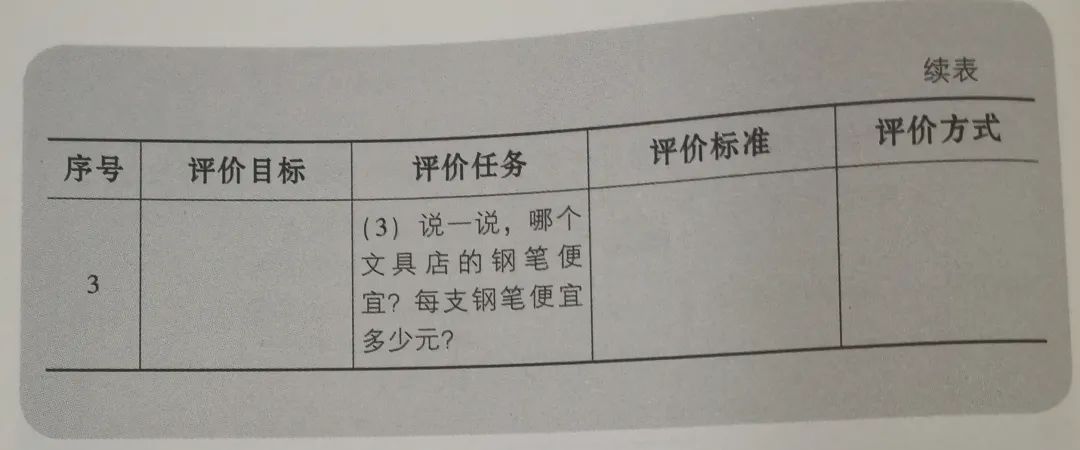 续表
序号 评价目标 评价任务 评价标准 评价方式
3
(3) 说一说，哪个
文具店的钢笔便
宜？每支钢笔便宜
多少元？